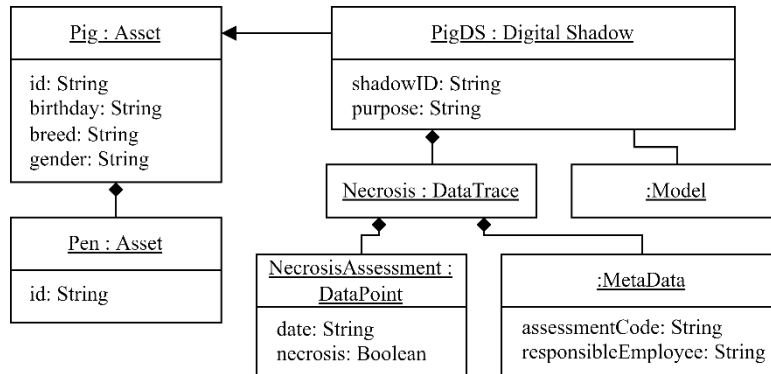 Pig : Asset
id: String
birthday: String
breed: String
gender: String
PigDS : Digital Shadow
shadowID: String
purpose: String
Necrosis : DataTrace
:Model
Pen : Asset
id: String
NecrosisAssessment :
DataPoint
date: String
necrosis: Boolean
:MetaData
assessmentCode: String
responsibleEmployee: String